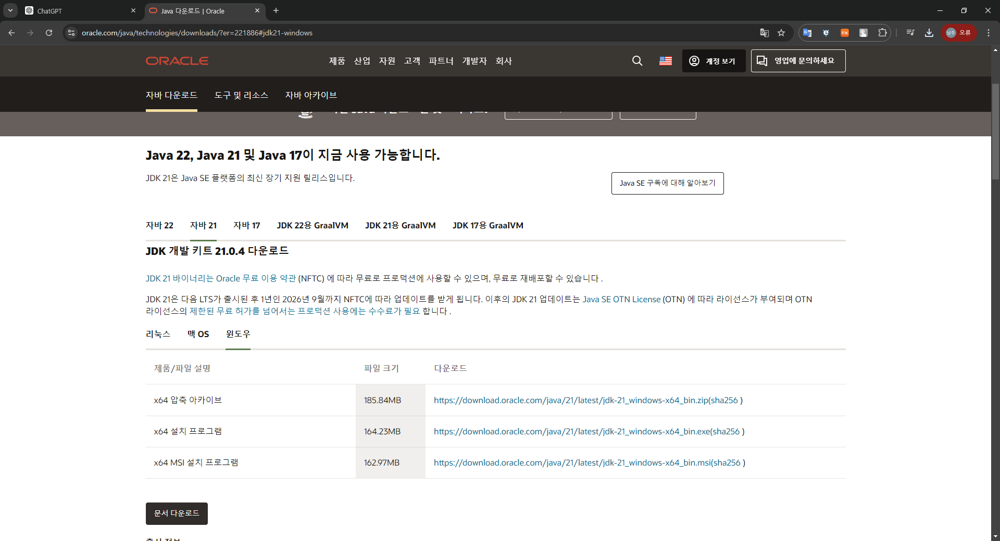 ChatGPT
Java 다운로드 | Oracle
oracle.com/java/technologies/downloads/?er=221886#jdk21-windows
남주 오류
ORACLE
제품 산업 자원 고객 파트너 개발자 회사
계정 보기
영업에 문의하세요
자바 다운로드 도구 및 리소스 자바 아카이브
Java 22, Java 21 및 Java 17이 지금 사용 가능합니다.
JDK 21은 Java SE 플랫폼의 최신 장기 지원 릴리스입니다.
Java SE 구독에 대해 알아보기
자바 22 자바 21 자바 17 JDK 22용 GraalVM JDK 21용 GraalVM JDK 17용 GraalVM
JDK 개발 키트 21.0.4 다운로드
JDK 21 바이너리는 Oracle 무료 이용 약관 (NFTC) 에 따라 무료로 프로덕션에 사용할 수 있으며, 무료로 재배포할 수 있습니다 .
JDK 21은 다음 LTS가 출시된 후 1년인 2026년 9월까지 NFTC에 따라 업데이트를 받게 됩니다. 이후의 JDK 21 업데이트는 Java SE OTN License (OTN) 에 따라 라이선스가 부여되며 OTN
라이선스의 제한된 무료 허가를 넘어서는 프로덕션 사용에는 수수료가 필요 합니다 .
리눅스 맥 OS 윈도우
제품/파일 설명 파일 크기 다운로드
x64 압축 아카이브 185.84MB https://download.oracle.com/java/21/latest/jdk-21_windows-x64_bin.zip(sha256 )
x64 설치 프로그램 164.23MB https://download.oracle.com/java/21/latest/jdk-21_windows-x64_bin.exe(sha256 )
x64 MSI 설치 프로그램 162.97MB https://download.oracle.com/java/21/latest/jdk-21_windows-x64_bin.msi(sha256 )
문서 다운로드